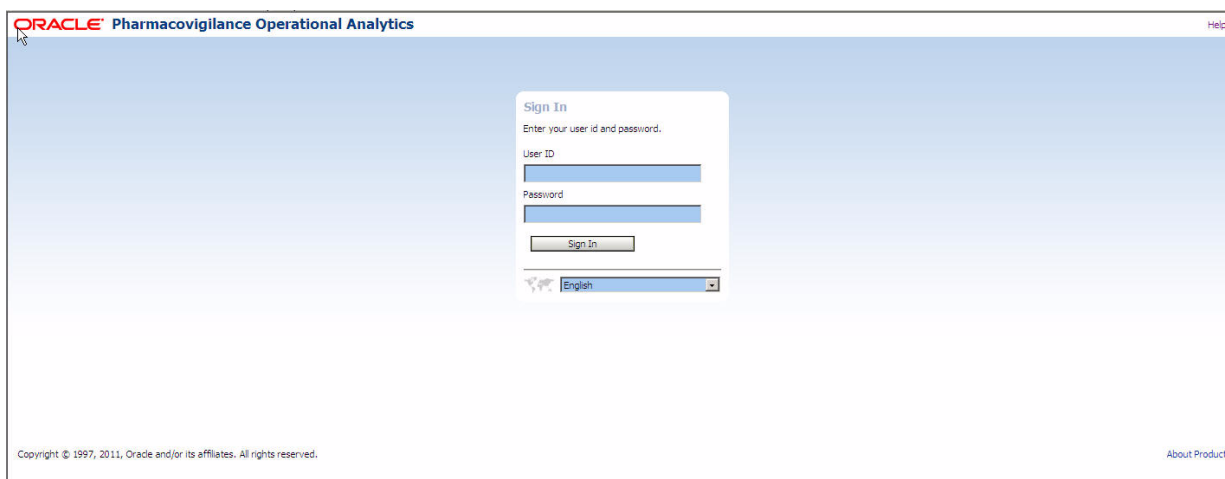 ORACLE® Pharmacovigilance Operational Analytics
Help
Sign In
Enter your user id and password.
User ID
Password
Sign In
English
Copyright © 1997, 2011, Oracle and/or its affiliates. All rights reserved.
About Product